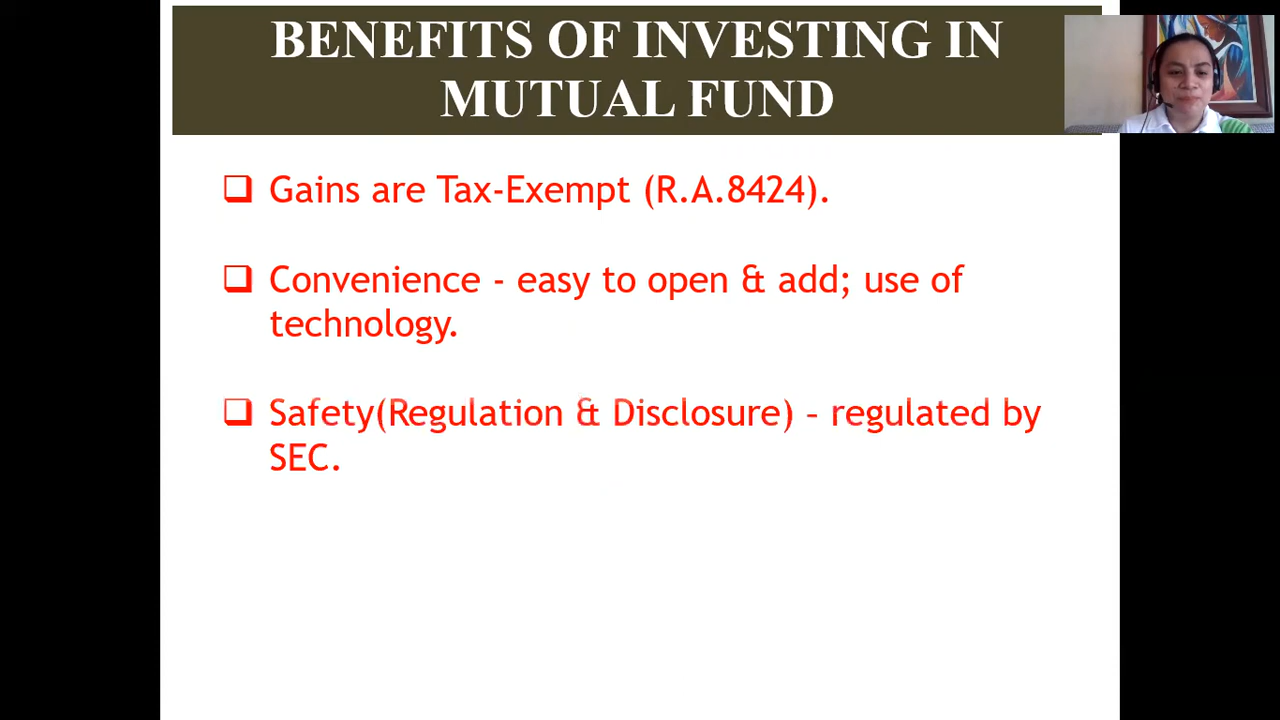 BENEFITS OF INVESTING IN
MUTUAL FUND
Gains are Tax-Exempt (R.A.8424).
Convenience - easy to open & add; use of
technology.
Safety(Regulation & Disclosure) – regulated by
SEC.